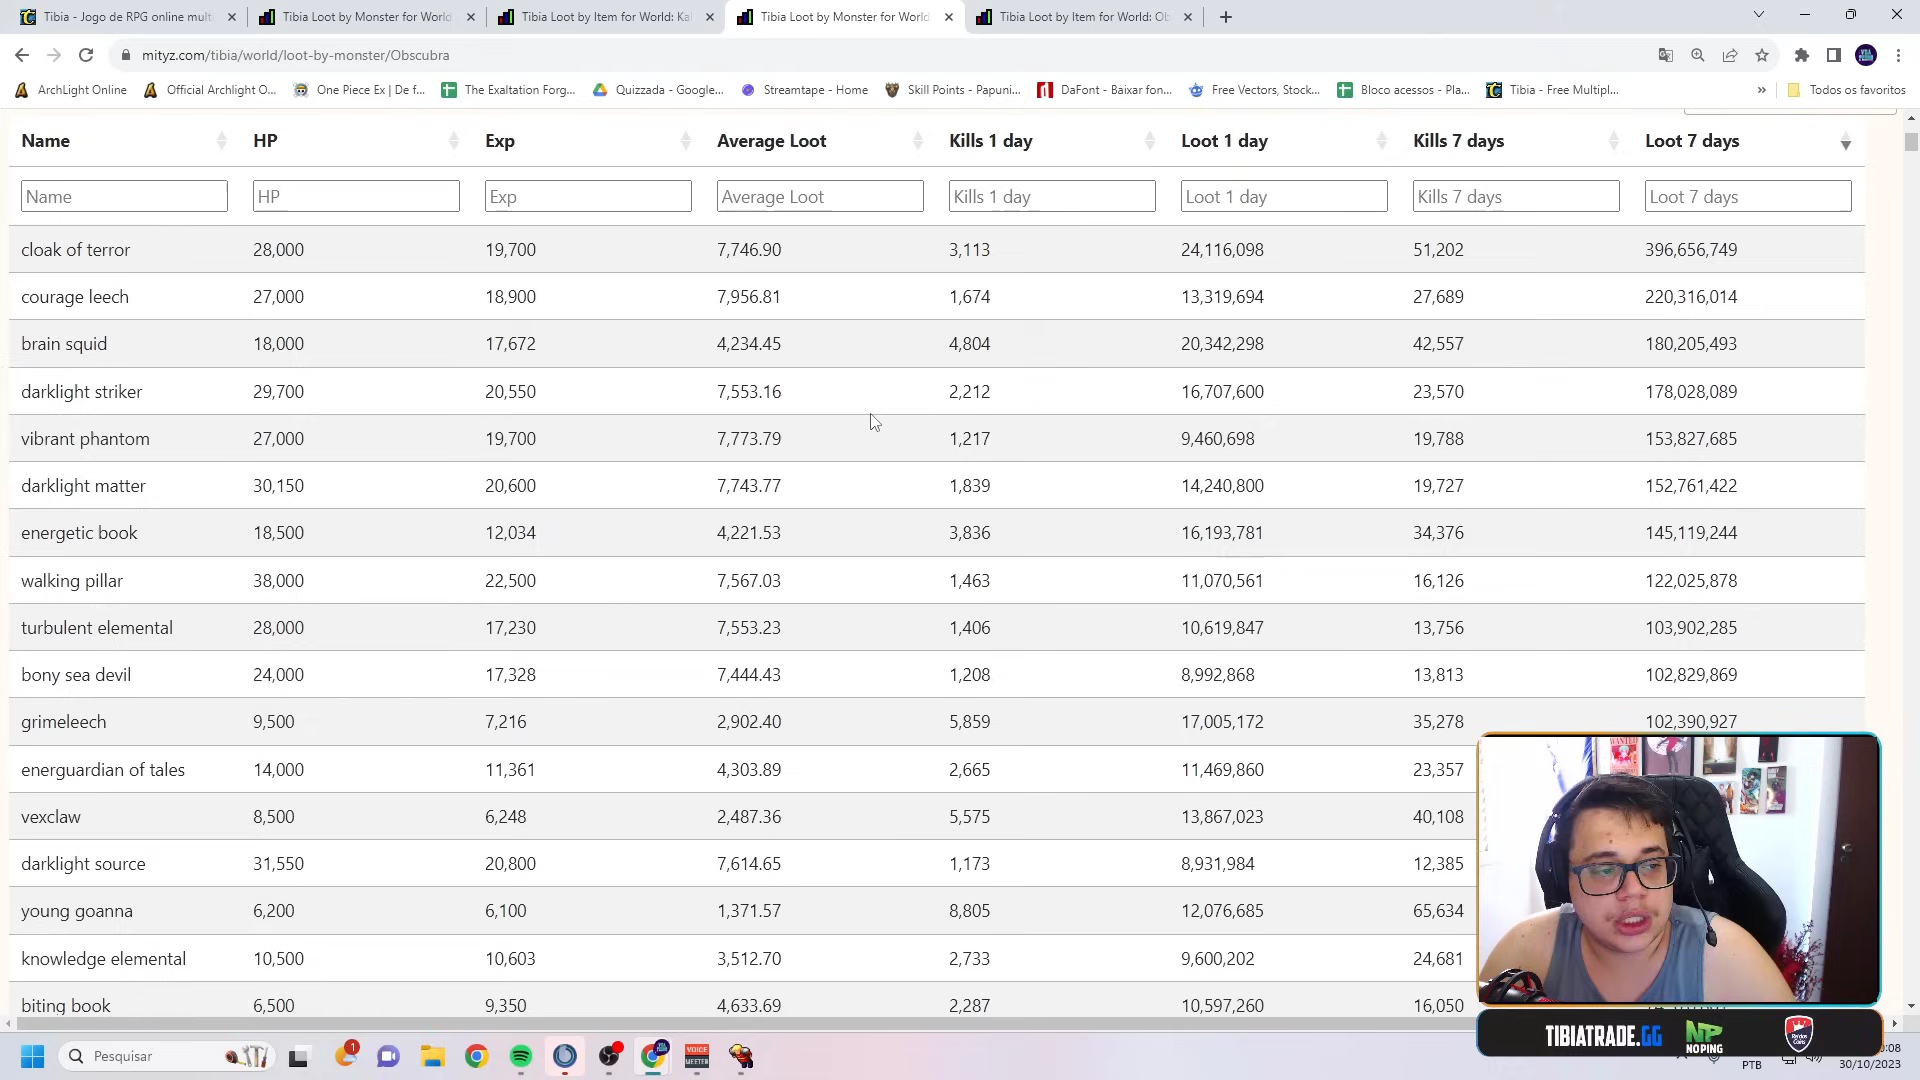 Tibia - Jogo de RPG online mult
Tibia Loot by Monster for World
Tibia Loot by Item for World: Kal
Tibia Loot by Monster for World
Tibia Loot by Item for World: Ob
mityz.com/tibia/world/loot-by-monster/Obscubra
ArchLight Online
Official Archlight O...
One Piece Ex | De f...
The Exaltation Forg...
Quizzada - Google...
Streamtape - Home
Skill Points - Papuni...
DaFont - Baixar fon...
Free Vectors, Stock...
Bloco acessos - Pla...
Tibia - Free Multipl...
»
Todos os favoritos
Name HP Exp Average Loot Kills 1 day Loot 1 day Kills 7 days Loot 7 days
Name HP Exp Average Loot Kills 1 day Loot 1 day Kills 7 days Loot 7 days
cloak of terror 28,000 19,700 7,746.90 3,113 24,116,098 51,202 396,656,749
courage leech 27,000 18,900 7,956.81 1,674 13,319,694 27,689 220,316,014
brain squid 18,000 17,672 4,234.45 4,804 20,342,298 42,557 180,205,493
darklight striker 29,700 20,550 7,553.16 2,212 16,707,600 23,570 178,028,089
vibrant phantom 27,000 19,700 7,773.79 1,217 9,460,698 19,788 153,827,685
darklight matter 30,150 20,600 7,743.77 1,839 14,240,800 19,727 152,761,422
energetic book 18,500 12,034 4,221.53 3,836 16,193,781 34,376 145,119,244
walking pillar 38,000 22,500 7,567.03 1,463 11,070,561 16,126 122,025,878
turbulent elemental 28,000 17,230 7,553.23 1,406 10,619,847 13,756 103,902,285
bony sea devil 24,000 17,328 7,444.43 1,208 8,992,868 13,813 102,829,869
grimeleech 9,500 7,216 2,902.40 5,859 17,005,172 35,278 102,390,927
energuardian of tales 14,000 11,361 4,303.89 2,665 11,469,860 23,357
vexclaw 8,500 6,248 2,487.36 5,575 13,867,023 40,108
darklight source 31,550 20,800 7,614.65 1,173 8,931,984 12,385
young goanna 6,200 6,100 1,371.57 8,805 12,076,685 65,634
knowledge elemental 10,500 10,603 3,512.70 2,733 9,600,202 24,681
biting book 6,500 9,350 4,633.69 2,287 10,597,260 16,050
WANTED
TIBIATRADE.GG
NP
NOPING
Pesquisar
1
VOICE
MEETER
PTB
:08
30/10/2023